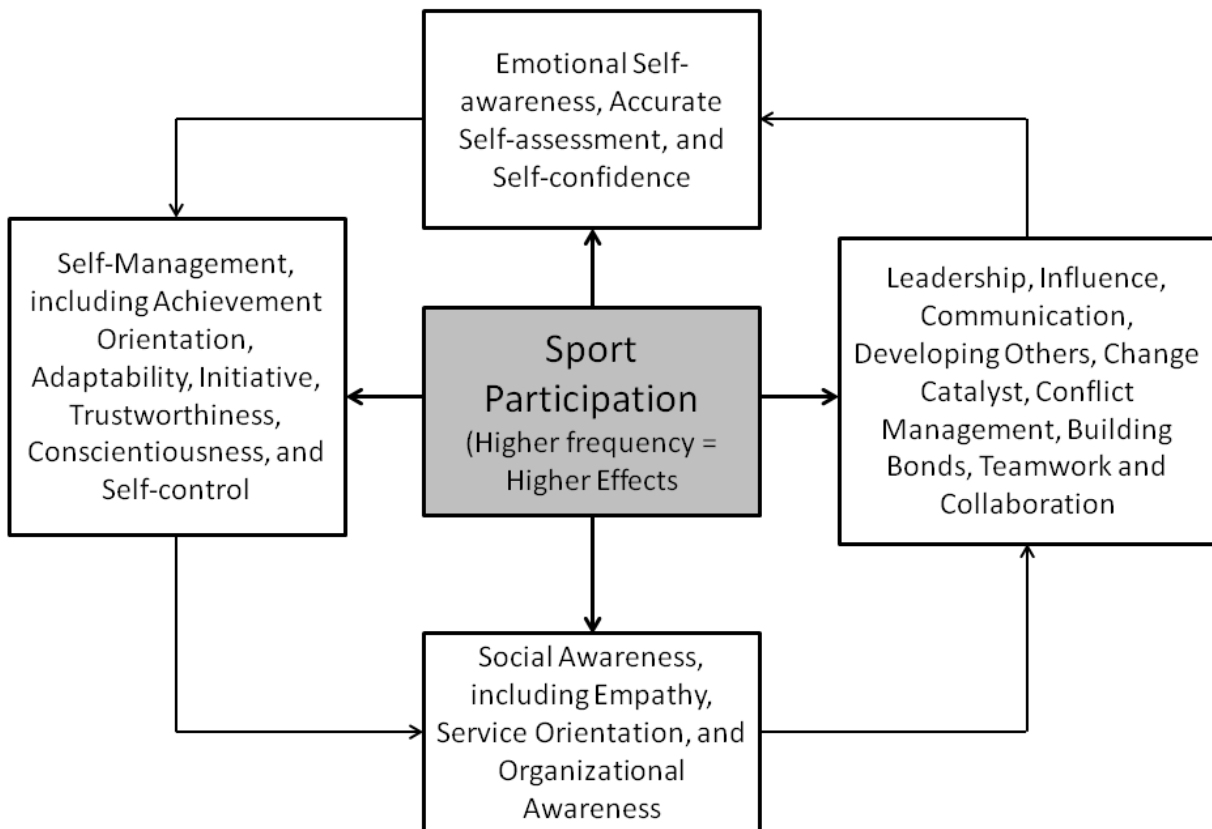 Emotional Self-
awareness, Accurate
Self-assessment, and
Self-confidence
Self-Management,
including Achievement
Orientation,
Adaptability, Initiative,
Trustworthiness,
Conscientiousness, and
Self-control
Sport
Participation
(Higher frequency =
Higher Effects
Leadership, Influence,
Communication,
Developing Others, Change
Catalyst, Conflict
Management, Building
Bonds, Teamwork and
Collaboration
Social Awareness,
including Empathy,
Service Orientation, and
Organizational
Awareness